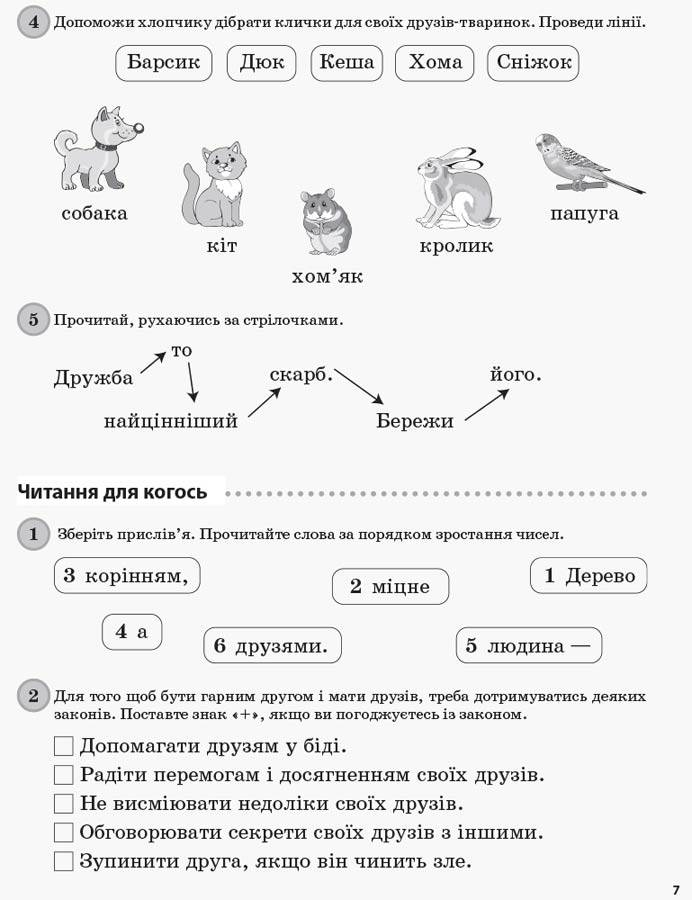 4 Допоможи хлопчику дібрати клички для своїх друзів-тваринок. Проведи лінії.
Барсик Дюк Кеша Хома Сніжок
собака
кіт
хом’як
кролик
папуга
5 Прочитай, рухаючись за стрілочками.
Дружба
то
найцінніший
скарб.
Бережи
його.
Читання для когось
1 Зберіть прислів’я. Прочитайте слова за порядком зростання чисел.
3 корінням,
2 міцне
1 Дерево
4 а
6 друзями.
5 людина —
2 Для того щоб бути гарним другом і мати друзів, треба дотримуватись деяких
законів. Поставте знак «+», якщо ви погоджуєтесь із законом.
Допомагати друзям у біді.
Радіти перемогам і досягненням своїх друзів.
Не висміювати недоліки своїх друзів.
Обговорювати секрети своїх друзів з іншими.
Зупинити друга, якщо він чинить зле.
7